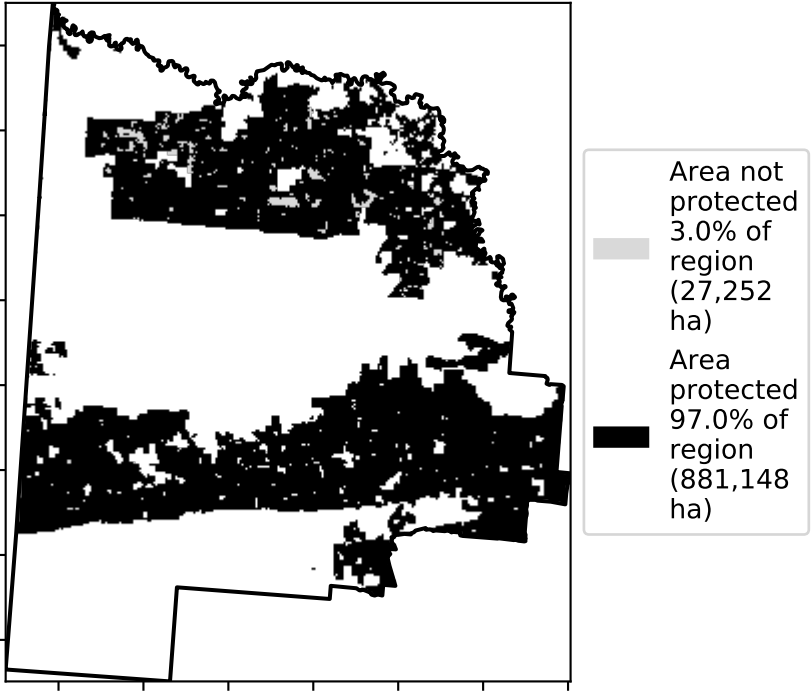 Area not
protected
3.0% of
region
(27,252
ha)
Area
protected
97.0% of
region
(881,148
ha)